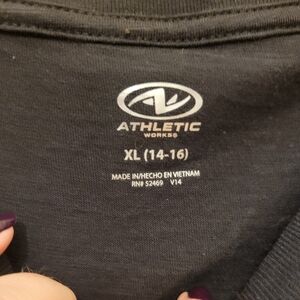 ATHLETIC
WORKS®
XL (14-16)
MADE IN/HECHO EN VIETNAM
RN# 52469 V14